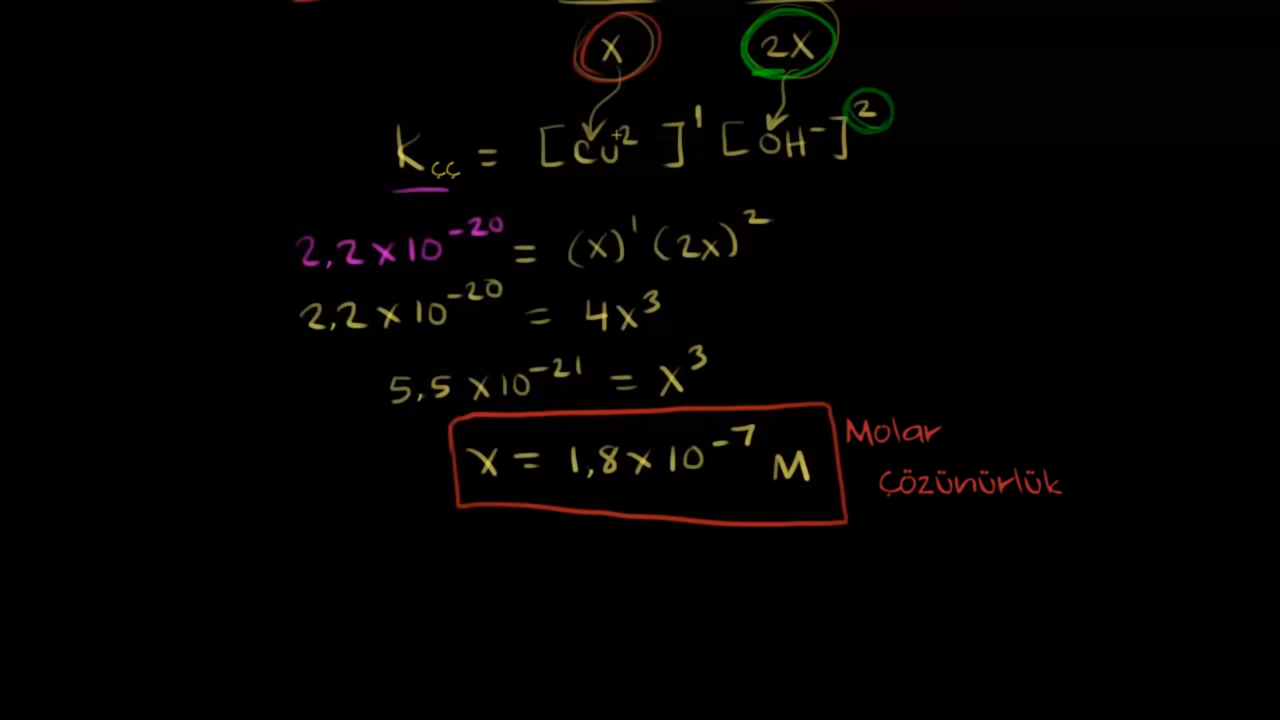 x 2x
Kçç = [Cu⁺²]¹ [OH⁻]²
2,2 x 10⁻²⁰ = (x)¹ (2x)²
2,2 x 10⁻²⁰ = 4x³
5,5 x 10⁻²¹ = x³
x = 1,8 x 10⁻⁷ M Molar
Çözünürlük